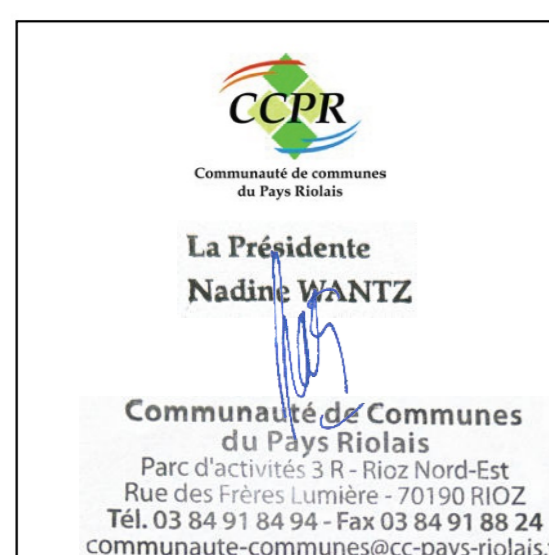 CCPR
Communauté de communes
du Pays Riolais
La Présidente
Nadine WANTZ
Communauté de Communes
du Pays Riolais
Parc d'activités 3 R - Rioz Nord-Est
Rue des Frères Lumière - 70190 RIOZ
Tél. 03 84 91 84 94 - Fax 03 84 91 88 24